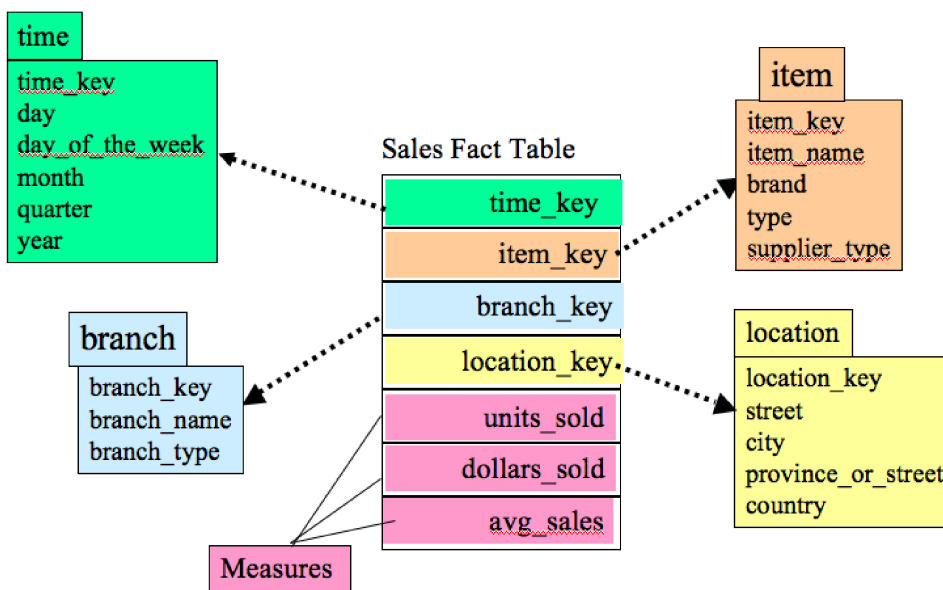 time
time_key
day
day_of_the_week
month
quarter
year
item
item_key
item_name
brand
type
supplier_type
Sales Fact Table
time_key
item_key
branch_key
location_key
units_sold
dollars_sold
avg_sales
branch
branch_key
branch_name
branch_type
location
location_key
street
city
province_or_street
country
Measures